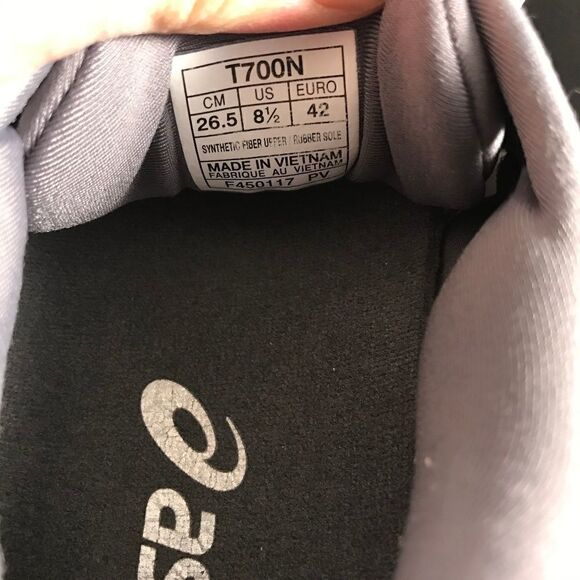 T700N
CM US EURO
26.5 8½ 42
SYNTHETIC FIBER UPPER / RUBBER SOLE
MADE IN VIETNAM
FABRIQUE AU VIETNAM
F450117 PV